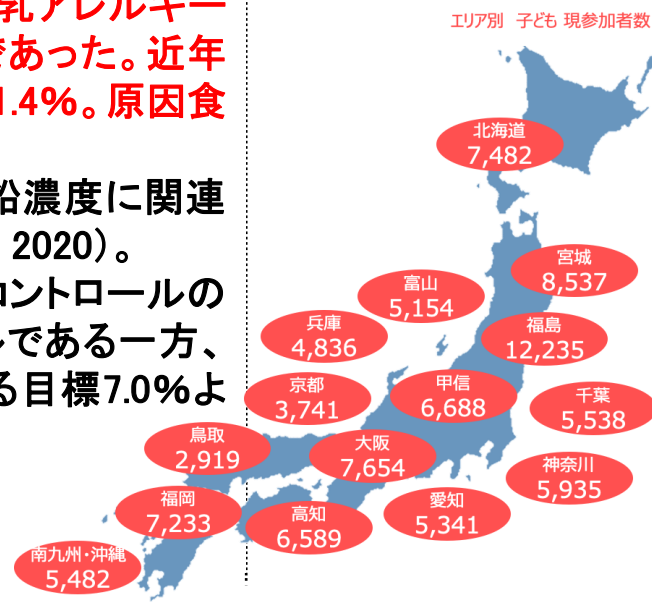 乳アレルギー
であった。近年
1.4%。原因食
鉛濃度に関連
2020）。
コントロールの
ルである一方、
る目標7.0%よ
エリア別　子ども 現参加者数
北海道
7,482
宮城
8,537
富山
5,154
福島
12,235
兵庫
4,836
京都
3,741
甲信
6,688
千葉
5,538
鳥取
2,919
大阪
7,654
神奈川
5,935
福岡
7,233
高知
6,589
愛知
5,341
南九州・沖縄
5,482